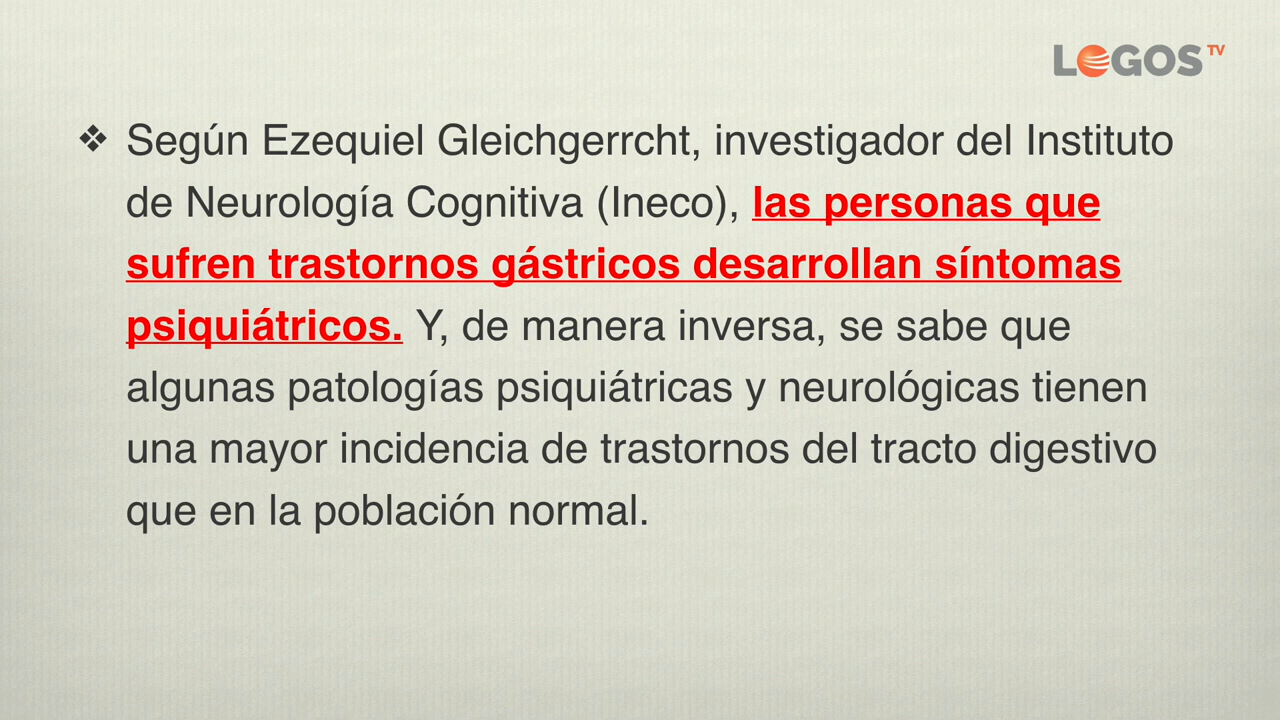 LOGOS TV
❖ Según Ezequiel Gleichgerrcht, investigador del Instituto
de Neurología Cognitiva (Ineco), las personas que
sufren trastornos gástricos desarrollan síntomas
psiquiátricos. Y, de manera inversa, se sabe que
algunas patologías psiquiátricas y neurológicas tienen
una mayor incidencia de trastornos del tracto digestivo
que en la población normal.